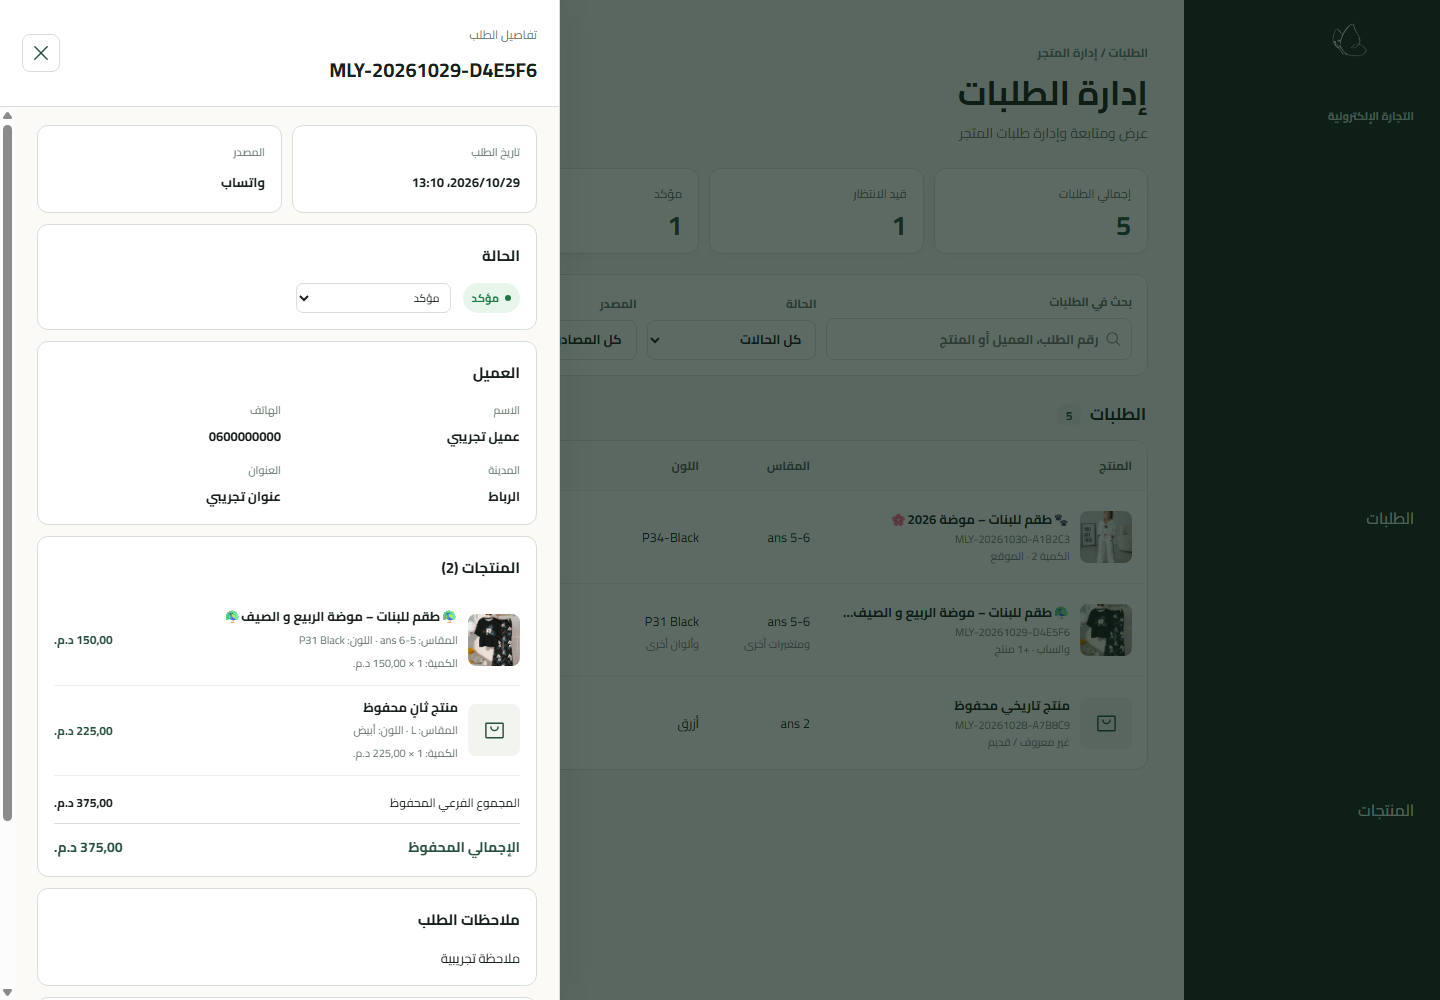 التجارة الإلكترونية
الطلبات
المنتجات
الطلبات / إدارة المتجر
إدارة الطلبات
عرض ومتابعة وإدارة طلبات المتجر
إجمالي الطلبات
5
قيد الانتظار
1
مؤكد
1
بحث في الطلبات
رقم الطلب، العميل أو المنتج
الحالة
كل الحالات
المصدر
كل المصادر
الطلبات 5
المنتج المقاس اللون
🐾 طقم للبنات – موضة 2026 🌸
MLY-20261030-A1B2C3
الكمية 2 · الموقع
5-6 ans
P34-Black
🦚 طقم للبنات – موضة الربيع و الصيف...
MLY-20261029-D4E5F6
واتساب · +1 منتج
5-6 ans
ومتغيرات أخرى
P31 Black
وألوان أخرى
منتج تاريخي محفوظ
MLY-20261028-A7B8C9
غير معروف / قديم
2 ans
أزرق
تفاصيل الطلب
MLY-20261029-D4E5F6
تاريخ الطلب
2026/10/29، 13:10
المصدر
واتساب
الحالة
مؤكد
مؤكد
العميل
الاسم
عميل تجريبي
الهاتف
0600000000
المدينة
الرباط
العنوان
عنوان تجريبي
المنتجات (2)
🦚 طقم للبنات – موضة الربيع و الصيف 🦚
المقاس: 5-6 ans · اللون: P31 Black
الكمية: 1 × 150,00 د.م.
150,00 د.م.
منتج ثانٍ محفوظ
المقاس: L · اللون: أبيض
الكمية: 1 × 225,00 د.م.
225,00 د.م.
المجموع الفرعي المحفوظ 375,00 د.م.
الإجمالي المحفوظ 375,00 د.م.
ملاحظات الطلب
ملاحظة تجريبية